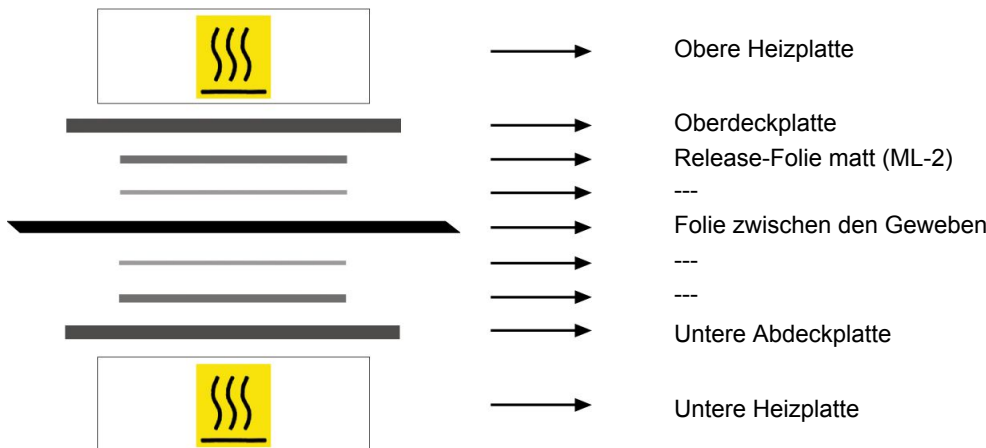 Obere Heizplatte
Oberdeckplatte
Release-Folie matt (ML-2)
---
Folie zwischen den Geweben
---
---
Untere Abdeckplatte
Untere Heizplatte